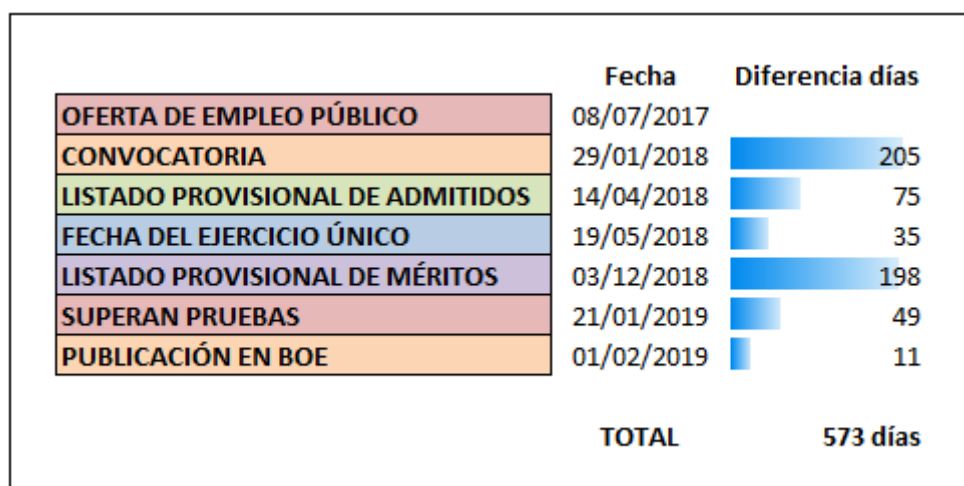 Fecha Diferencia días
OFERTA DE EMPLEO PÚBLICO 08/07/2017
CONVOCATORIA 29/01/2018 205
LISTADO PROVISIONAL DE ADMITIDOS 14/04/2018 75
FECHA DEL EJERCICIO ÚNICO 19/05/2018 35
LISTADO PROVISIONAL DE MÉRITOS 03/12/2018 198
SUPERAN PRUEBAS 21/01/2019 49
PUBLICACIÓN EN BOE 01/02/2019 11
TOTAL 573 días